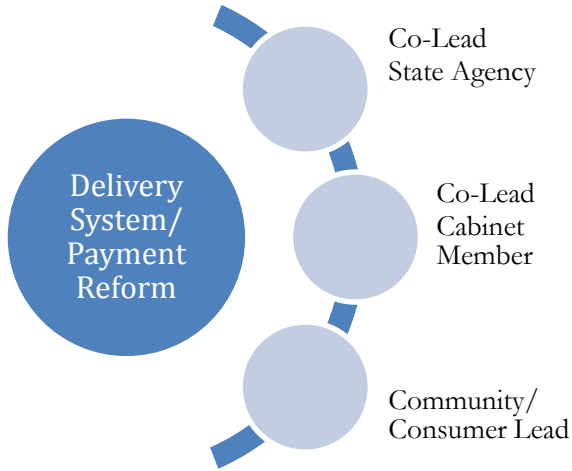 Delivery
System/
Payment
Reform
Co-Lead
State Agency
Co-Lead
Cabinet
Member
Community/
Consumer Lead